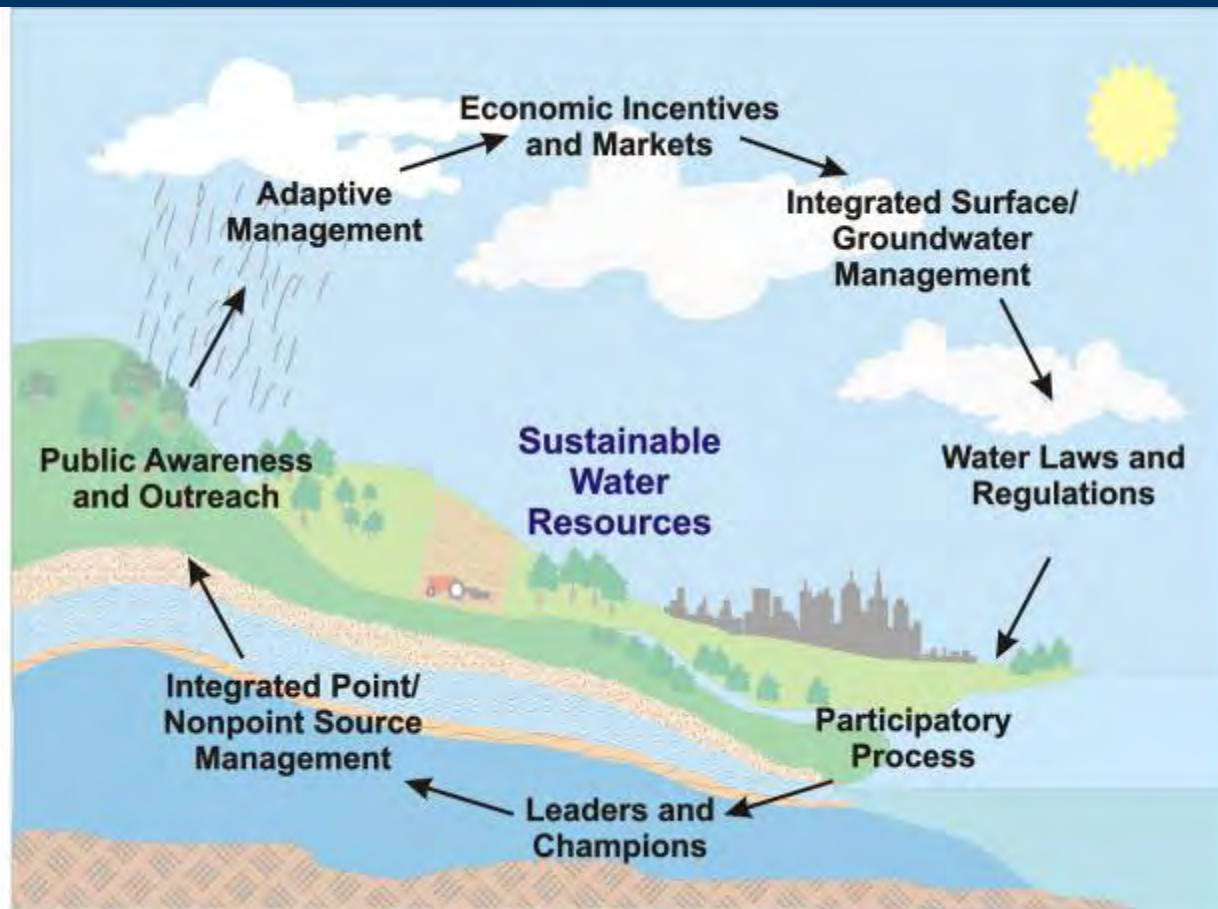 Economic Incentives
and Markets
Adaptive
Management
Integrated Surface/
Groundwater
Management
Sustainable
Water
Resources
Public Awareness
and Outreach
Water Laws and
Regulations
Integrated Point/
Nonpoint Source
Management
Participatory
Process
Leaders and
Champions